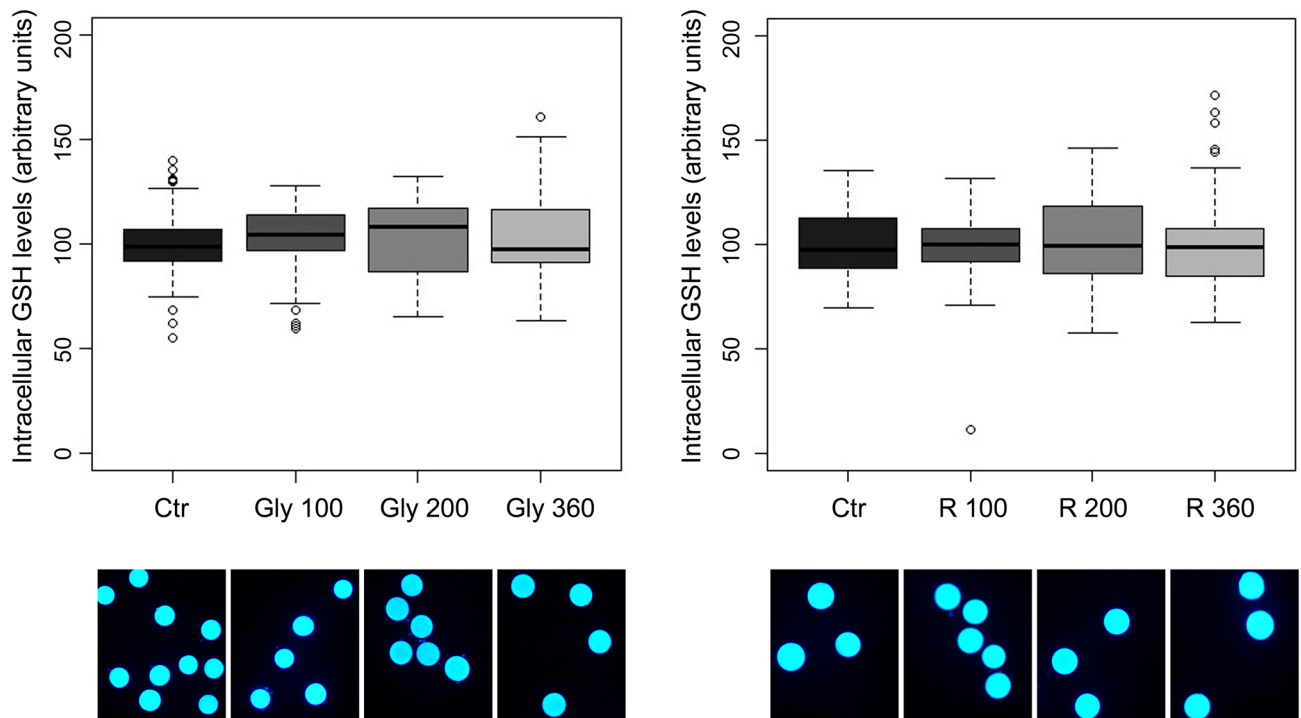 Intracellular GSH levels (arbitrary units)
200
150
100
50
0
Ctr Gly 100 Gly 200 Gly 360
Intracellular GSH levels (arbitrary units)
200
150
100
50
0
Ctr R 100 R 200 R 360